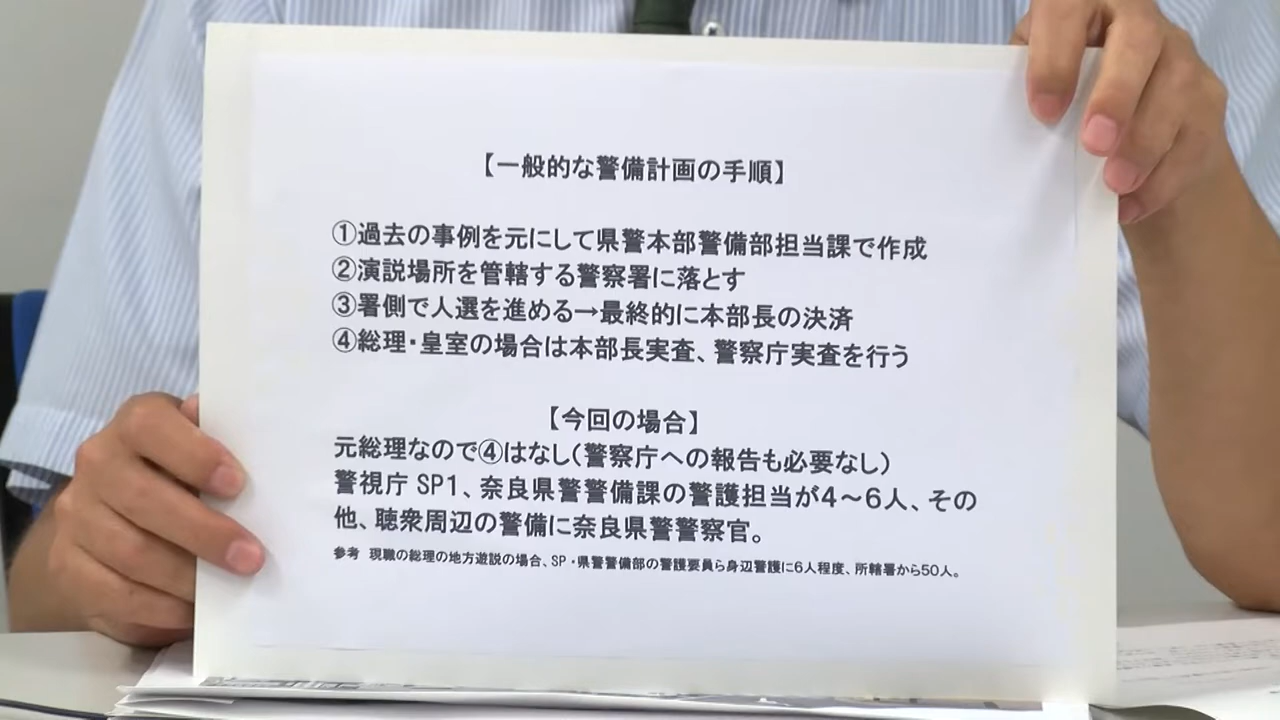 【一般的な警備計画の手順】
①過去の事例を元にして県警本部警備部担当課で作成
②演説場所を管轄する警察署に落とす
③署側で人選を進める→最終的に本部長の決済
④総理・皇室の場合は本部長実査、警察庁実査を行う
【今回の場合】
元総理なので④はなし（警察庁への報告も必要なし）
警視庁SP1、奈良県警警備課の警護担当が4～6人、その
他、聴衆周辺の警備に奈良県警警察官。
参考 現職の総理の地方遊説の場合、SP・県警警備部の警護要員ら身辺警護に6人程度、所轄署から50人。